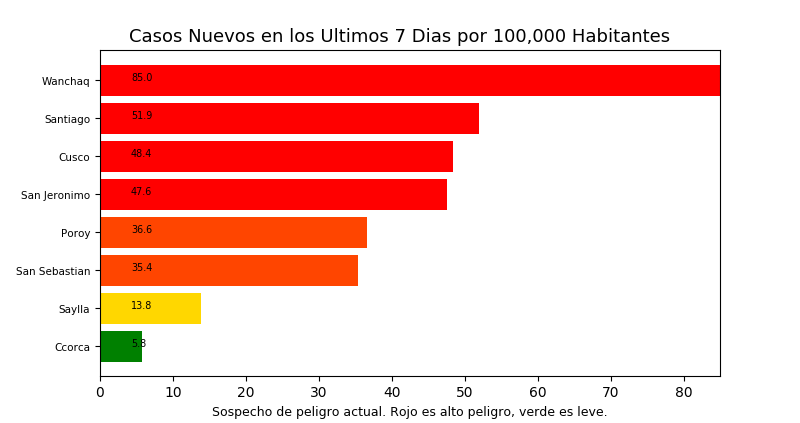 Casos Nuevos en los Ultimos 7 Dias por 100,000 Habitantes
Wanchaq 85.0
Santiago 51.9
Cusco 48.4
San Jeronimo 47.6
Poroy 36.6
San Sebastian 35.4
Saylla 13.8
Ccorca 5.8
0 10 20 30 40 50 60 70 80
Sospecho de peligro actual. Rojo es alto peligro, verde es leve.